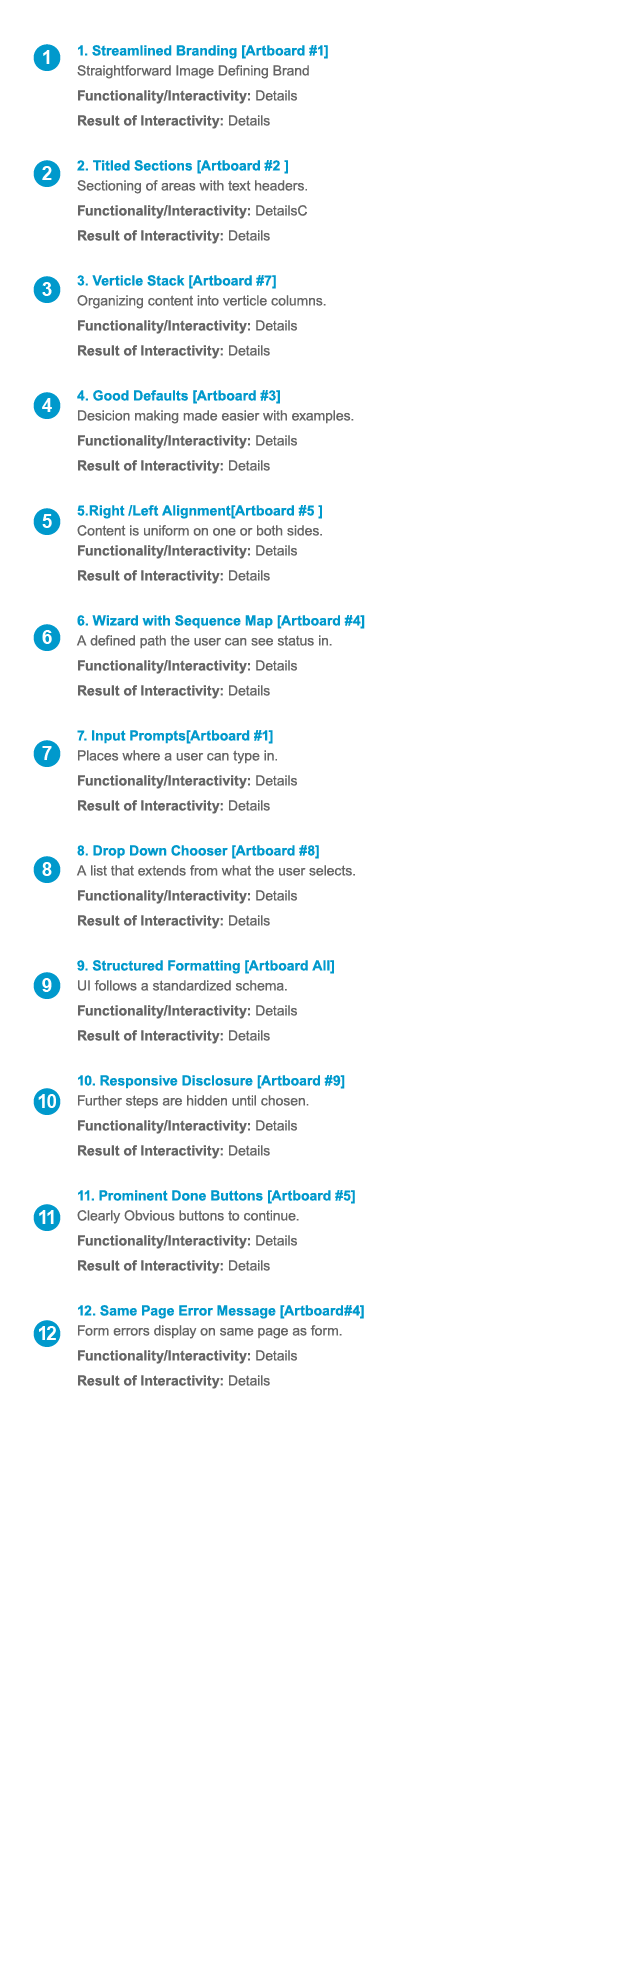 1
1. Streamlined Branding [Artboard #1]
Straightforward Image Defining Brand
Functionality/Interactivity: Details
Result of Interactivity: Details
2
2. Titled Sections [Artboard #2 ]
Sectioning of areas with text headers.
Functionality/Interactivity: DetailsC
Result of Interactivity: Details
3
3. Verticle Stack [Artboard #7]
Organizing content into verticle columns.
Functionality/Interactivity: Details
Result of Interactivity: Details
4
4. Good Defaults [Artboard #3]
Desicion making made easier with examples.
Functionality/Interactivity: Details
Result of Interactivity: Details
5
5.Right /Left Alignment[Artboard #5 ]
Content is uniform on one or both sides.
Functionality/Interactivity: Details
Result of Interactivity: Details
6
6. Wizard with Sequence Map [Artboard #4]
A defined path the user can see status in.
Functionality/Interactivity: Details
Result of Interactivity: Details
7
7. Input Prompts[Artboard #1]
Places where a user can type in.
Functionality/Interactivity: Details
Result of Interactivity: Details
8
8. Drop Down Chooser [Artboard #8]
A list that extends from what the user selects.
Functionality/Interactivity: Details
Result of Interactivity: Details
9
9. Structured Formatting [Artboard All]
UI follows a standardized schema.
Functionality/Interactivity: Details
Result of Interactivity: Details
10
10. Responsive Disclosure [Artboard #9]
Further steps are hidden until chosen.
Functionality/Interactivity: Details
Result of Interactivity: Details
11
11. Prominent Done Buttons [Artboard #5]
Clearly Obvious buttons to continue.
Functionality/Interactivity: Details
Result of Interactivity: Details
12
12. Same Page Error Message [Artboard#4]
Form errors display on same page as form.
Functionality/Interactivity: Details
Result of Interactivity: Details